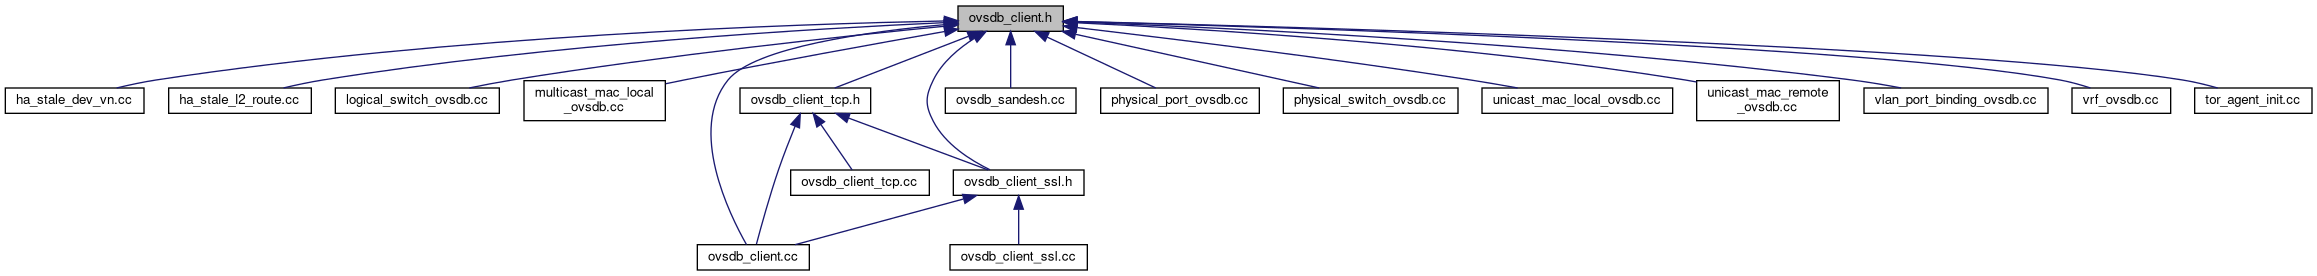 ovsdb_client.h
ha_stale_dev_vn.cc
ha_stale_l2_route.cc
logical_switch_ovsdb.cc
multicast_mac_local
_ovsdb.cc
ovsdb_client_tcp.h
ovsdb_sandesh.cc
physical_port_ovsdb.cc
physical_switch_ovsdb.cc
unicast_mac_local_ovsdb.cc
unicast_mac_remote
_ovsdb.cc
vlan_port_binding_ovsdb.cc
vrf_ovsdb.cc
tor_agent_init.cc
ovsdb_client_tcp.cc
ovsdb_client_ssl.h
ovsdb_client.cc
ovsdb_client_ssl.cc